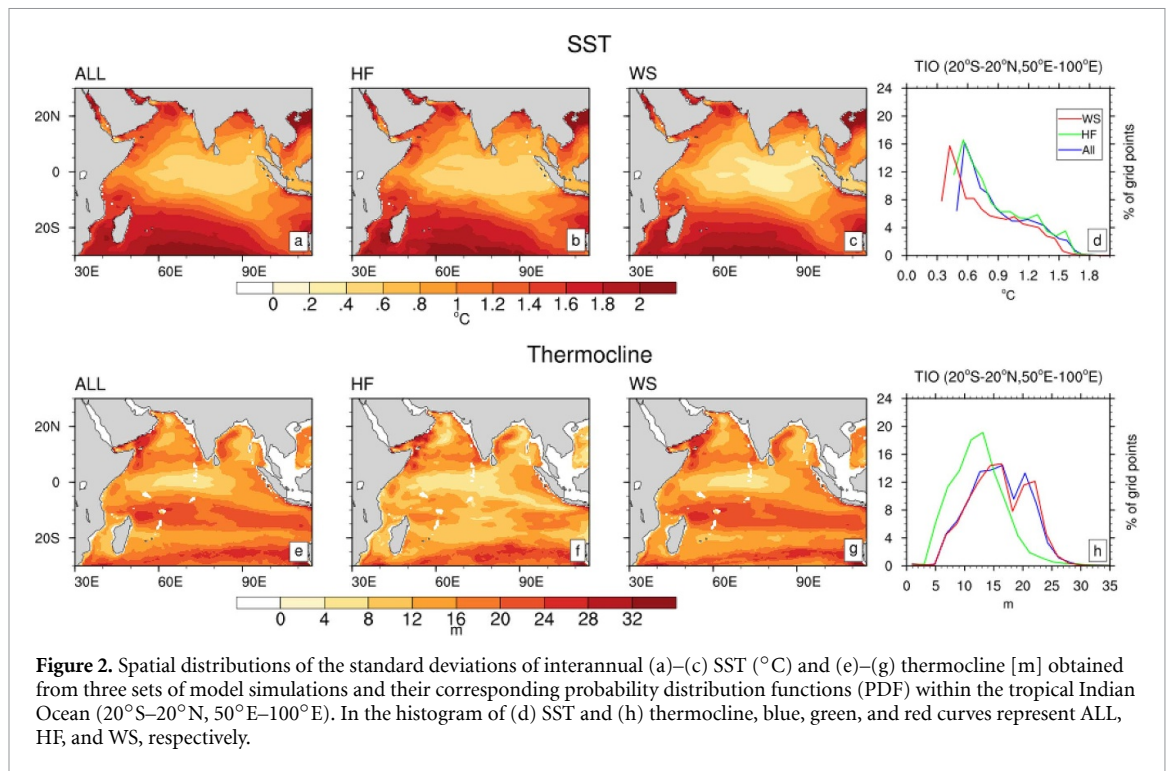 SST
ALL
HF
WS
TIO (20°S-20°N,50°E-100°E)
20N
0
20S
a
b
c
d
30E 60E 90E
30E 60E 90E
30E 60E 90E
0 .2 .4 .6 .8 1 1.2 1.4 1.6 1.8 2
°C
24
20
16
12
8
4
0
% of grid points
WS
HF
All
0.0 0.3 0.6 0.9 1.2 1.5 1.8
°C
Thermocline
ALL
HF
WS
TIO (20°S-20°N,50°E-100°E)
20N
0
20S
e
f
g
h
30E 60E 90E
30E 60E 90E
30E 60E 90E
0 4 8 12 16 20 24 28 32
m
24
20
16
12
8
4
0
% of grid points
0 5 10 15 20 25 30 35
m
Figure 2. Spatial distributions of the standard deviations of interannual (a)–(c) SST (°C) and (e)–(g) thermocline [m] obtained
from three sets of model simulations and their corresponding probability distribution functions (PDF) within the tropical Indian
Ocean (20°S–20°N, 50°E–100°E). In the histogram of (d) SST and (h) thermocline, blue, green, and red curves represent ALL,
HF, and WS, respectively.